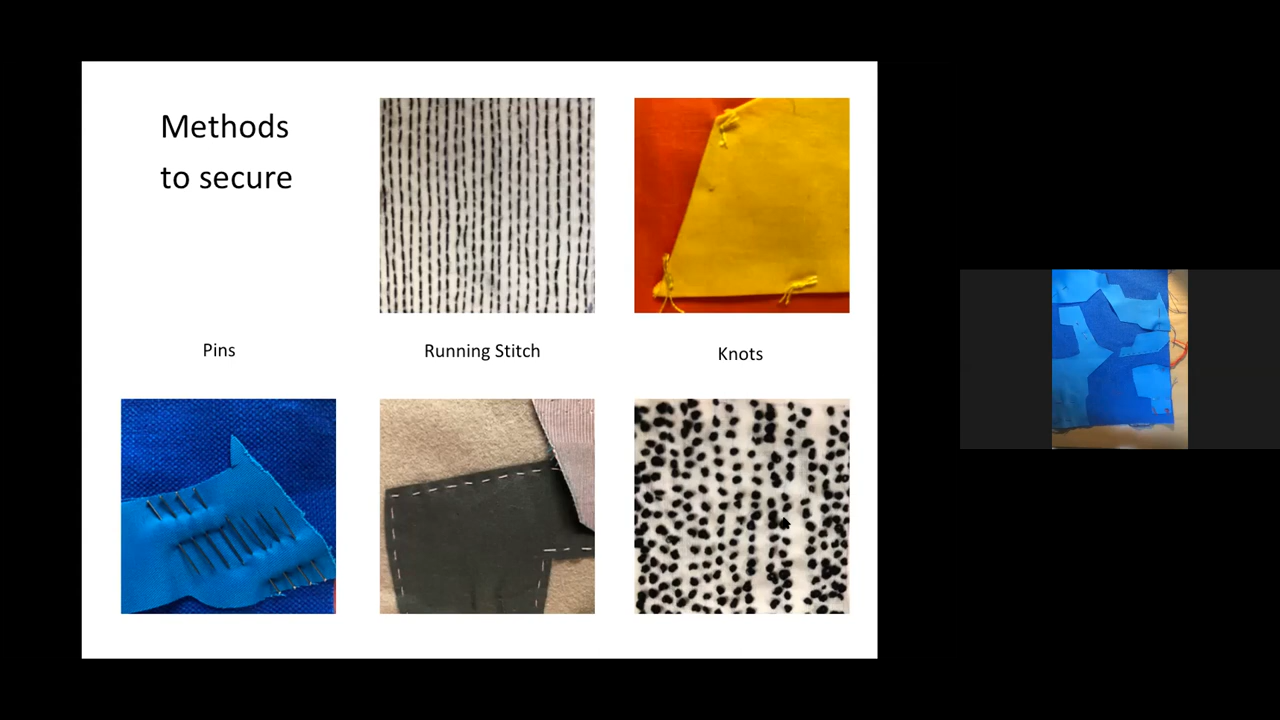 Methods
to secure
Pins
Running Stitch
Knots